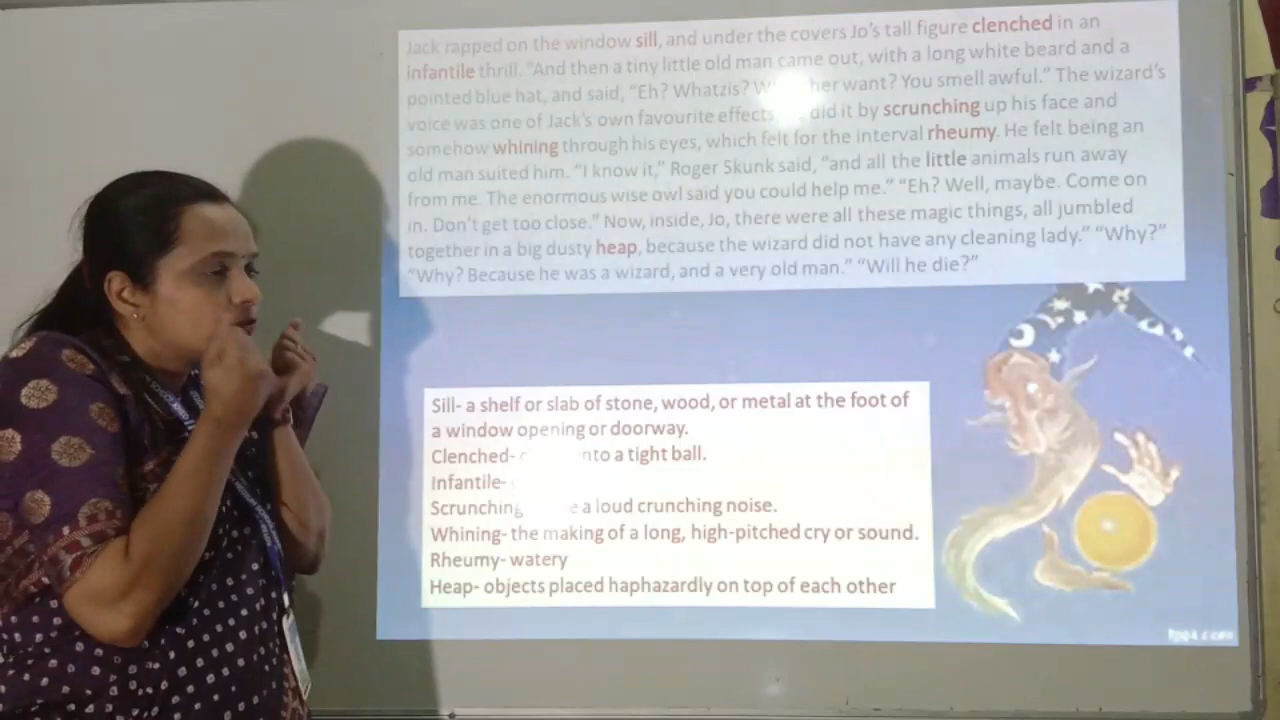 Jack rapped on the window sill, and under the covers Jo's tall figure clenched in an
infantile thrill. "And then a tiny little old man came out, with a long white beard and a
pointed blue hat, and said, "Eh? Whatzis? her want? You smell awful." The wizard's
voice was one of Jack's own favourite effects did it by scrunching up his face and
somehow whining through his eyes, which felt for the interval rheumy. He felt being an
old man suited him. "I know it," Roger Skunk said, "and all the little animals run away
from me. The enormous wise owl said you could help me." "Eh? Well, maybe. Come on
in. Don't get too close." Now, inside, Jo, there were all these magic things, all jumbled
together in a big dusty heap, because the wizard did not have any cleaning lady." "Why?"
"Why? Because he was a wizard, and a very old man." "Will he die?"
Sill- a shelf or slab of stone, wood, or metal at the foot of
a window opening or doorway.
Clenched- into a tight ball.
Infantile-
Scrunching a loud crunching noise.
Whining- the making of a long, high-pitched cry or sound.
Rheumy- watery
Heap- objects placed haphazardly on top of each other